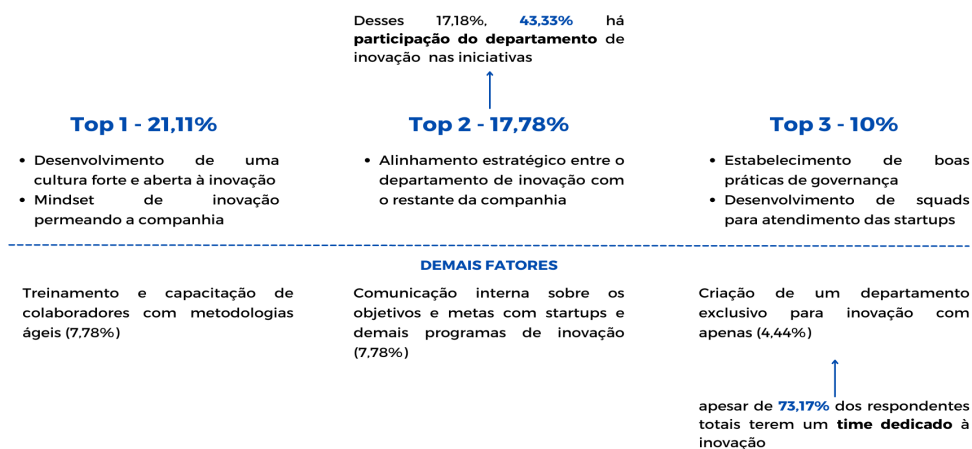 Desses 17,18%, 43,33% há
participação do departamento de
inovação nas iniciativas
Top 1 - 21,11%
• Desenvolvimento de uma
cultura forte e aberta à inovação
• Mindset de inovação
permeando a companhia
Top 2 - 17,78%
• Alinhamento estratégico entre o
departamento de inovação com
o restante da companhia
Top 3 - 10%
• Estabelecimento de boas
práticas de governança
• Desenvolvimento de squads
para atendimento das startups
DEMAIS FATORES
Treinamento e capacitação de
colaboradores com metodologias
ágeis (7,78%)
Comunicação interna sobre os
objetivos e metas com startups e
demais programas de inovação
(7,78%)
Criação de um departamento
exclusivo para inovação com
apenas (4,44%)
apesar de 73,17% dos respondentes
totais terem um time dedicado à
inovação